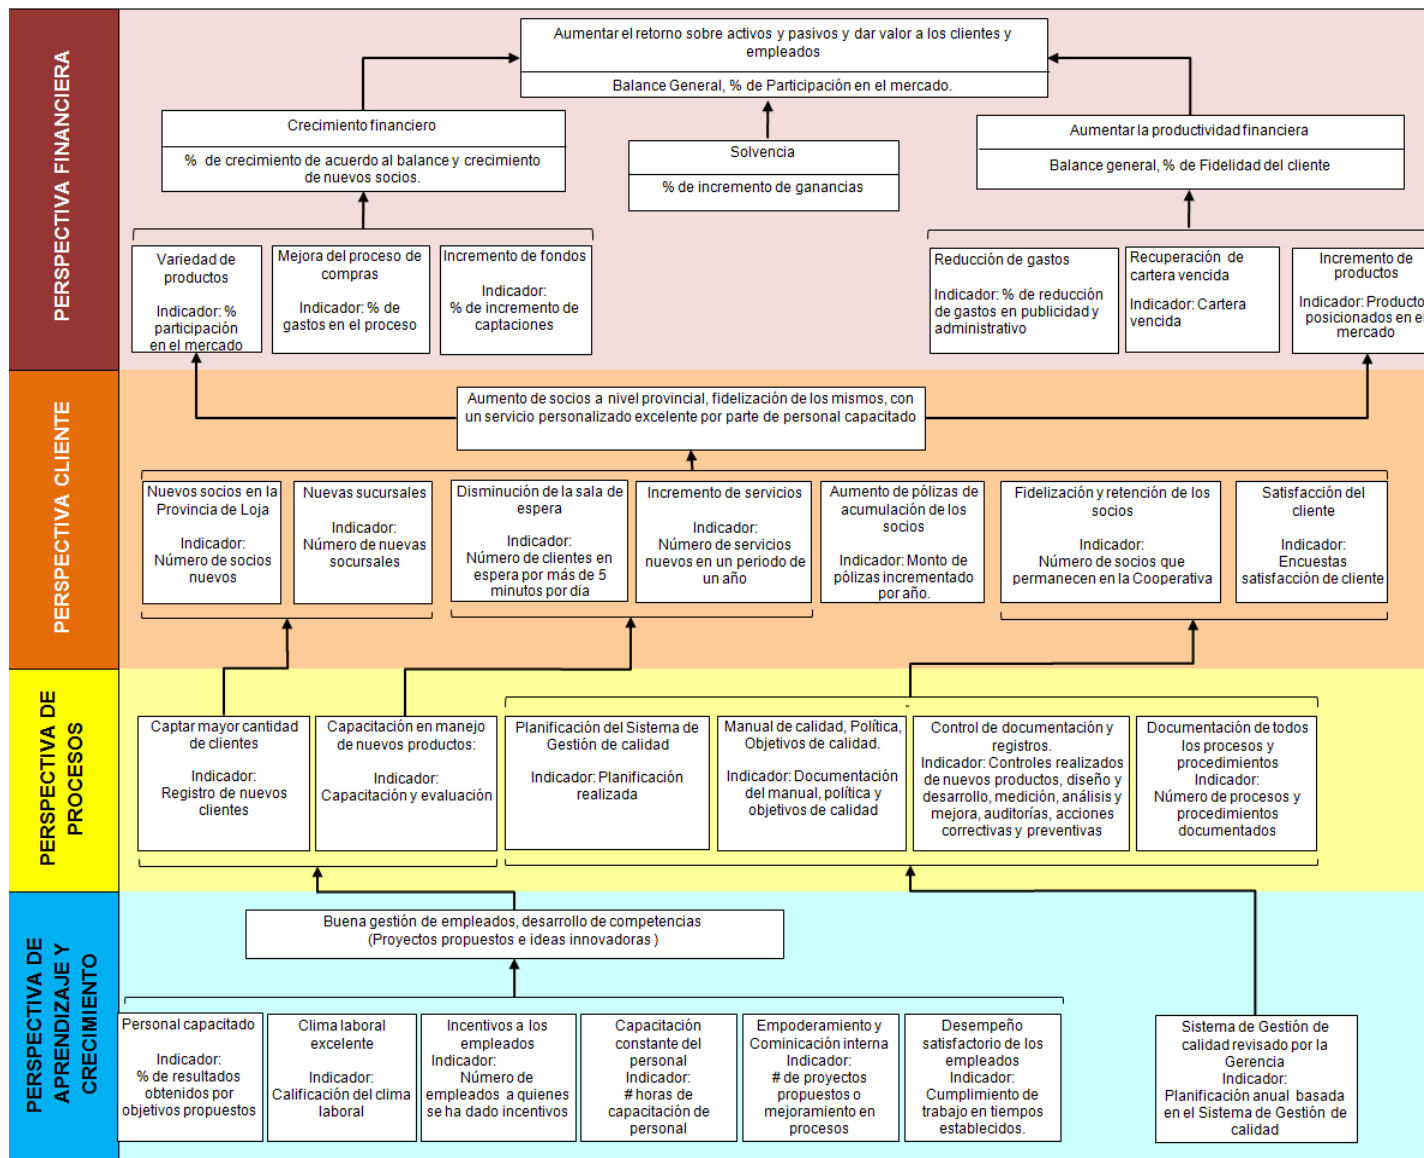 PERSPECTIVA FINANCIERA
Aumentar el retorno sobre activos y pasivos y dar valor a los clientes y
empleados
Balance General, % de Participación en el mercado.
Crecimiento financiero
% de crecimiento de acuerdo al balance y crecimiento
de nuevos socios.
Solvencia
% de incremento de ganancias
Aumentar la productividad financiera
Balance general, % de Fidelidad del cliente
Variedad de
productos
Indicador: %
participación
en el mercado
Mejora del proceso de
compras
Indicador: % de
gastos en el proceso
Incremento de fondos
Indicador:
% de incremento de
captaciones
Reducción de gastos
Indicador: % de reducción
de gastos en publicidad y
administrativo
Recuperación de
cartera vencida
Indicador: Cartera
vencida
Incremento de
productos
Indicador: Producto
posicionados en el
mercado
PERSPECTIVA CLIENTE
Aumento de socios a nivel provincial, fidelización de los mismos, con
un servicio personalizado excelente por parte de personal capacitado
Nuevos socios en la
Provincia de Loja
Indicador:
Número de socios
nuevos
Nuevas sucursales
Indicador:
Número de nuevas
socursales
Disminución de la sala de
espera
Indicador:
Número de clientes en
espera por más de 5
minutos por día
Incremento de servicios
Indicador:
Número de servicios
nuevos en un periodo de
un año
Aumento de pólizas de
acumulación de los
socios
Indicador: Monto de
pólizas incrementado
por año.
Fidelización y retención de los
socios
Indicador:
Número de socios que
permanecen en la Cooperativa
Satisfacción del
cliente
Indicador:
Encuestas
satisfacción de cliente
PERSPECTIVA DE
PROCESOS
Captar mayor cantidad
de clientes
Indicador:
Registro de nuevos
clientes
Capacitación en manejo
de nuevos productos:
Indicador:
Capacitación y evaluación
Planificación del Sistema de
Gestión de calidad
Indicador: Planificación
realizada
Manual de calidad, Política,
Objetivos de calidad.
Indicador: Documentación
del manual, política y
objetivos de calidad
Control de documentación y
registros.
Indicador: Controles realizados
de nuevos productos, diseño y
desarrollo, medición, análisis y
mejora, auditorías, acciones
correctivas y preventivas
Documentación de todos
los procesos y
procedimientos
Indicador:
Número de procesos y
procedimientos
documentados
PERSPECTIVA DE
APRENDIZAJE Y
CRECIMIENTO
Buena gestión de empleados, desarrollo de competencias
(Proyectos propuestos e ideas innovadoras )
Personal capacitado
Indicador:
% de resultados
obtenidos por
objetivos propuestos
Clima laboral
excelente
Indicador:
Calificación del clima
laboral
Incentivos a los
empleados
Indicador:
Número de
empleados a quienes
se ha dado incentivos
Capacitación
constante del
personal
Indicador:
# horas de
capacitación de
personal
Empoderamiento y
Cominicación interna
Indicador:
# de proyectos
propuestos o
mejoramiento en
procesos
Desempeño
satisfactorio de los
empleados
Indicador:
Cumplimiento de
trabajo en tiempos
establecidos.
Sistema de Gestión de
calidad revisado por la
Gerencia
Indicador:
Planificación anual basada
en el Sistema de Gestión de
calidad